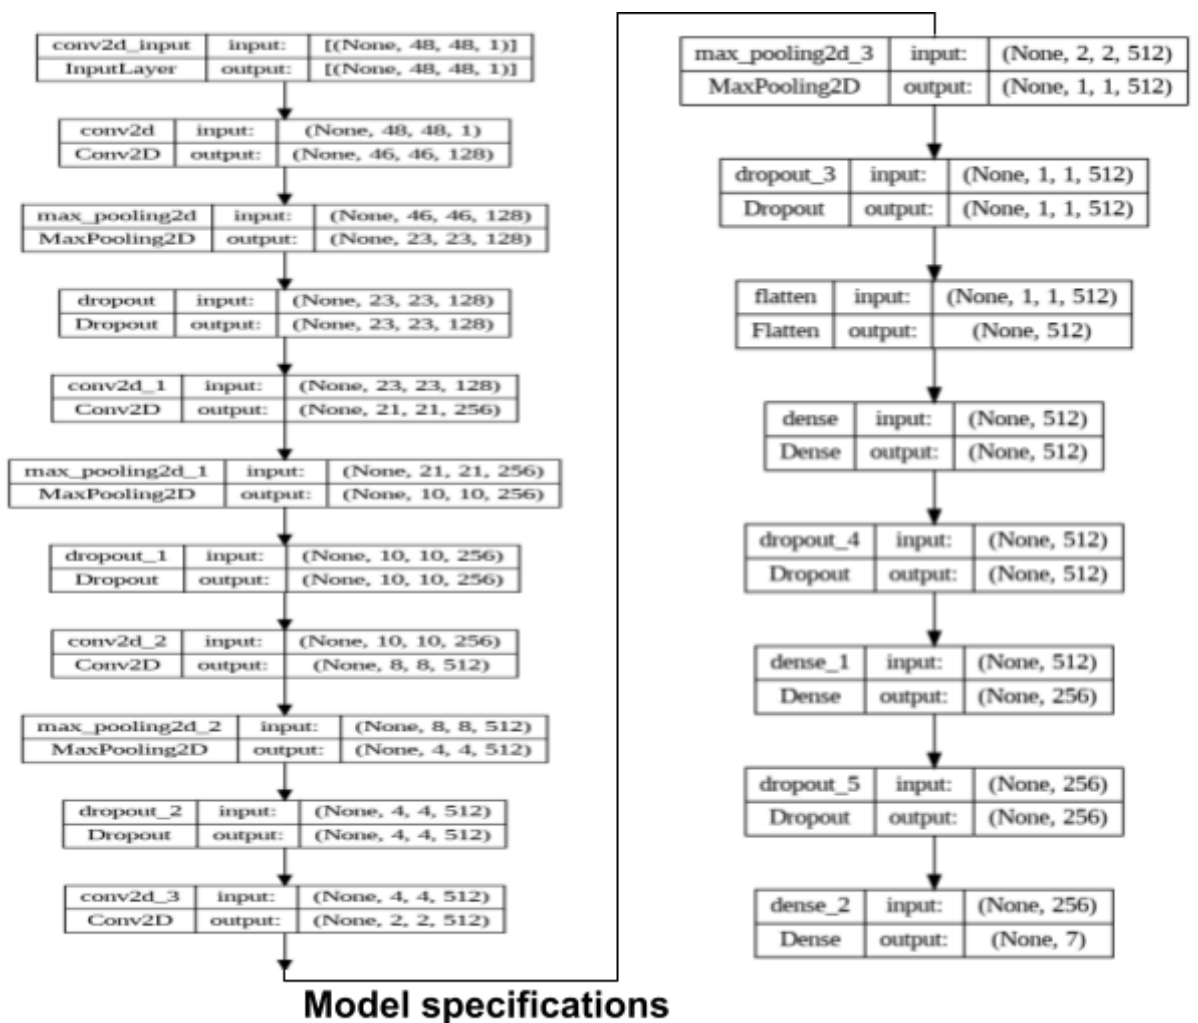 conv2d_input input: [(None, 48, 48, 1)]
InputLayer output: [(None, 48, 48, 1)]
conv2d input: (None, 48, 48, 1)
Conv2D output: (None, 46, 46, 128)
max_pooling2d input: (None, 46, 46, 128)
MaxPooling2D output: (None, 23, 23, 128)
dropout input: (None, 23, 23, 128)
Dropout output: (None, 23, 23, 128)
conv2d_1 input: (None, 23, 23, 128)
Conv2D output: (None, 21, 21, 256)
max_pooling2d_1 input: (None, 21, 21, 256)
MaxPooling2D output: (None, 10, 10, 256)
dropout_1 input: (None, 10, 10, 256)
Dropout output: (None, 10, 10, 256)
conv2d_2 input: (None, 10, 10, 256)
Conv2D output: (None, 8, 8, 512)
max_pooling2d_2 input: (None, 8, 8, 512)
MaxPooling2D output: (None, 4, 4, 512)
dropout_2 input: (None, 4, 4, 512)
Dropout output: (None, 4, 4, 512)
conv2d_3 input: (None, 4, 4, 512)
Conv2D output: (None, 2, 2, 512)
max_pooling2d_3 input: (None, 2, 2, 512)
MaxPooling2D output: (None, 1, 1, 512)
dropout_3 input: (None, 1, 1, 512)
Dropout output: (None, 1, 1, 512)
flatten input: (None, 1, 1, 512)
Flatten output: (None, 512)
dense input: (None, 512)
Dense output: (None, 512)
dropout_4 input: (None, 512)
Dropout output: (None, 512)
dense_1 input: (None, 512)
Dense output: (None, 256)
dropout_5 input: (None, 256)
Dropout output: (None, 256)
dense_2 input: (None, 256)
Dense output: (None, 7)
Model specifications